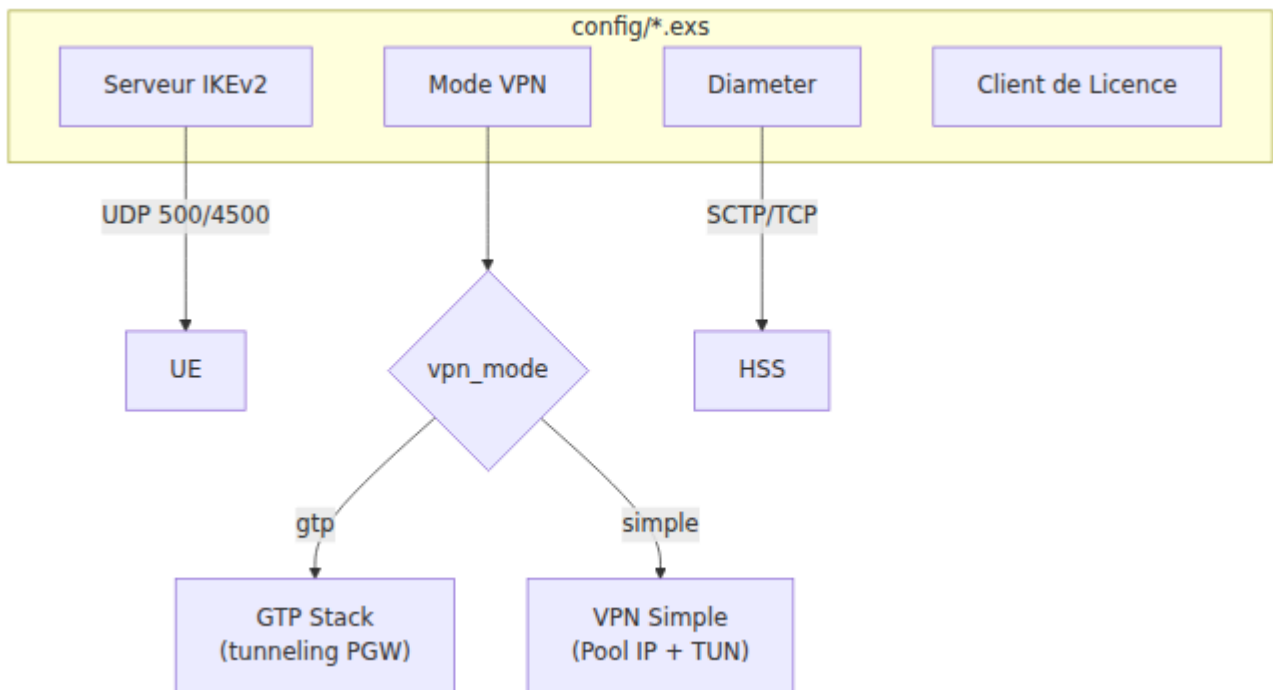 config/*.exs
Serveur IKEv2
Mode VPN
Diameter
Client de Licence
UDP 500/4500
SCTP/TCP
UE
vpn_mode
HSS
gtp
simple
GTP Stack
(tunneling PGW)
VPN Simple
(Pool IP + TUN)